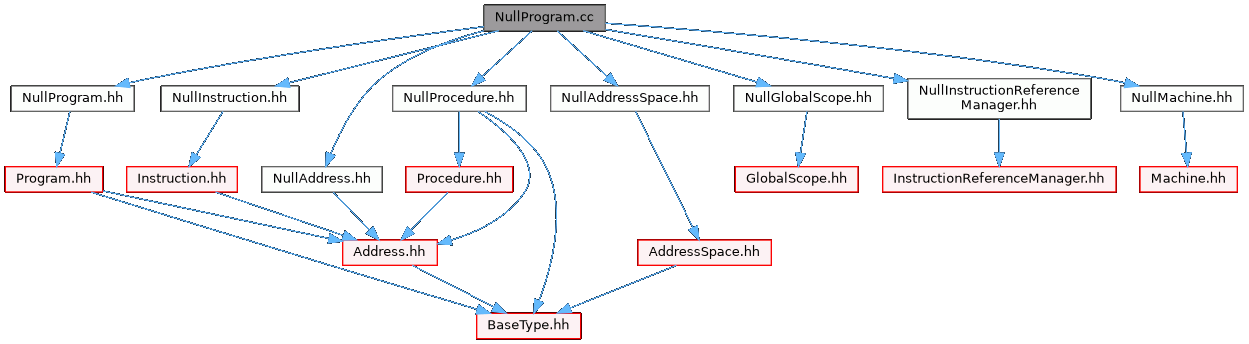 NullProgram.cc
NullProgram.hh
NullInstruction.hh
NullProcedure.hh
NullAddressSpace.hh
NullGlobalScope.hh
NullInstructionReference
Manager.hh
NullMachine.hh
Program.hh
Instruction.hh
NullAddress.hh
Procedure.hh
GlobalScope.hh
InstructionReferenceManager.hh
Machine.hh
Address.hh
AddressSpace.hh
BaseType.hh